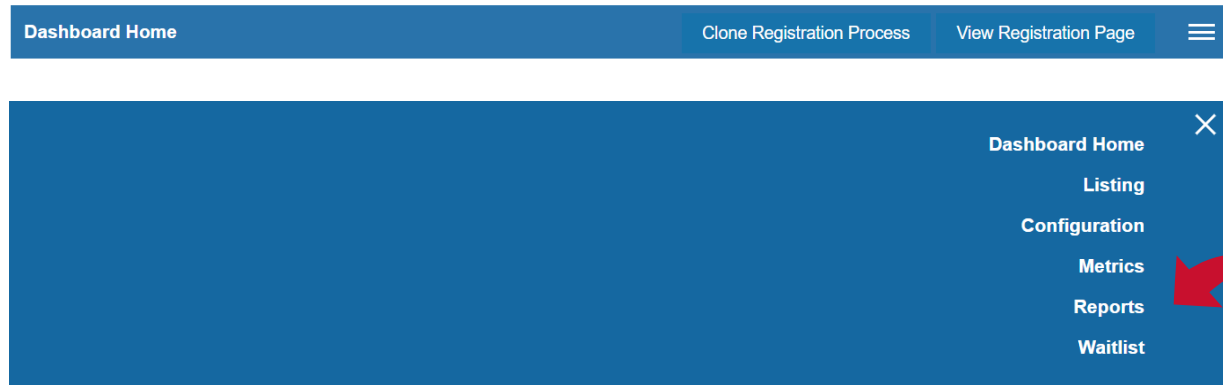 Dashboard Home Clone Registration Process View Registration Page
Dashboard Home
Listing
Configuration
Metrics
Reports
Waitlist